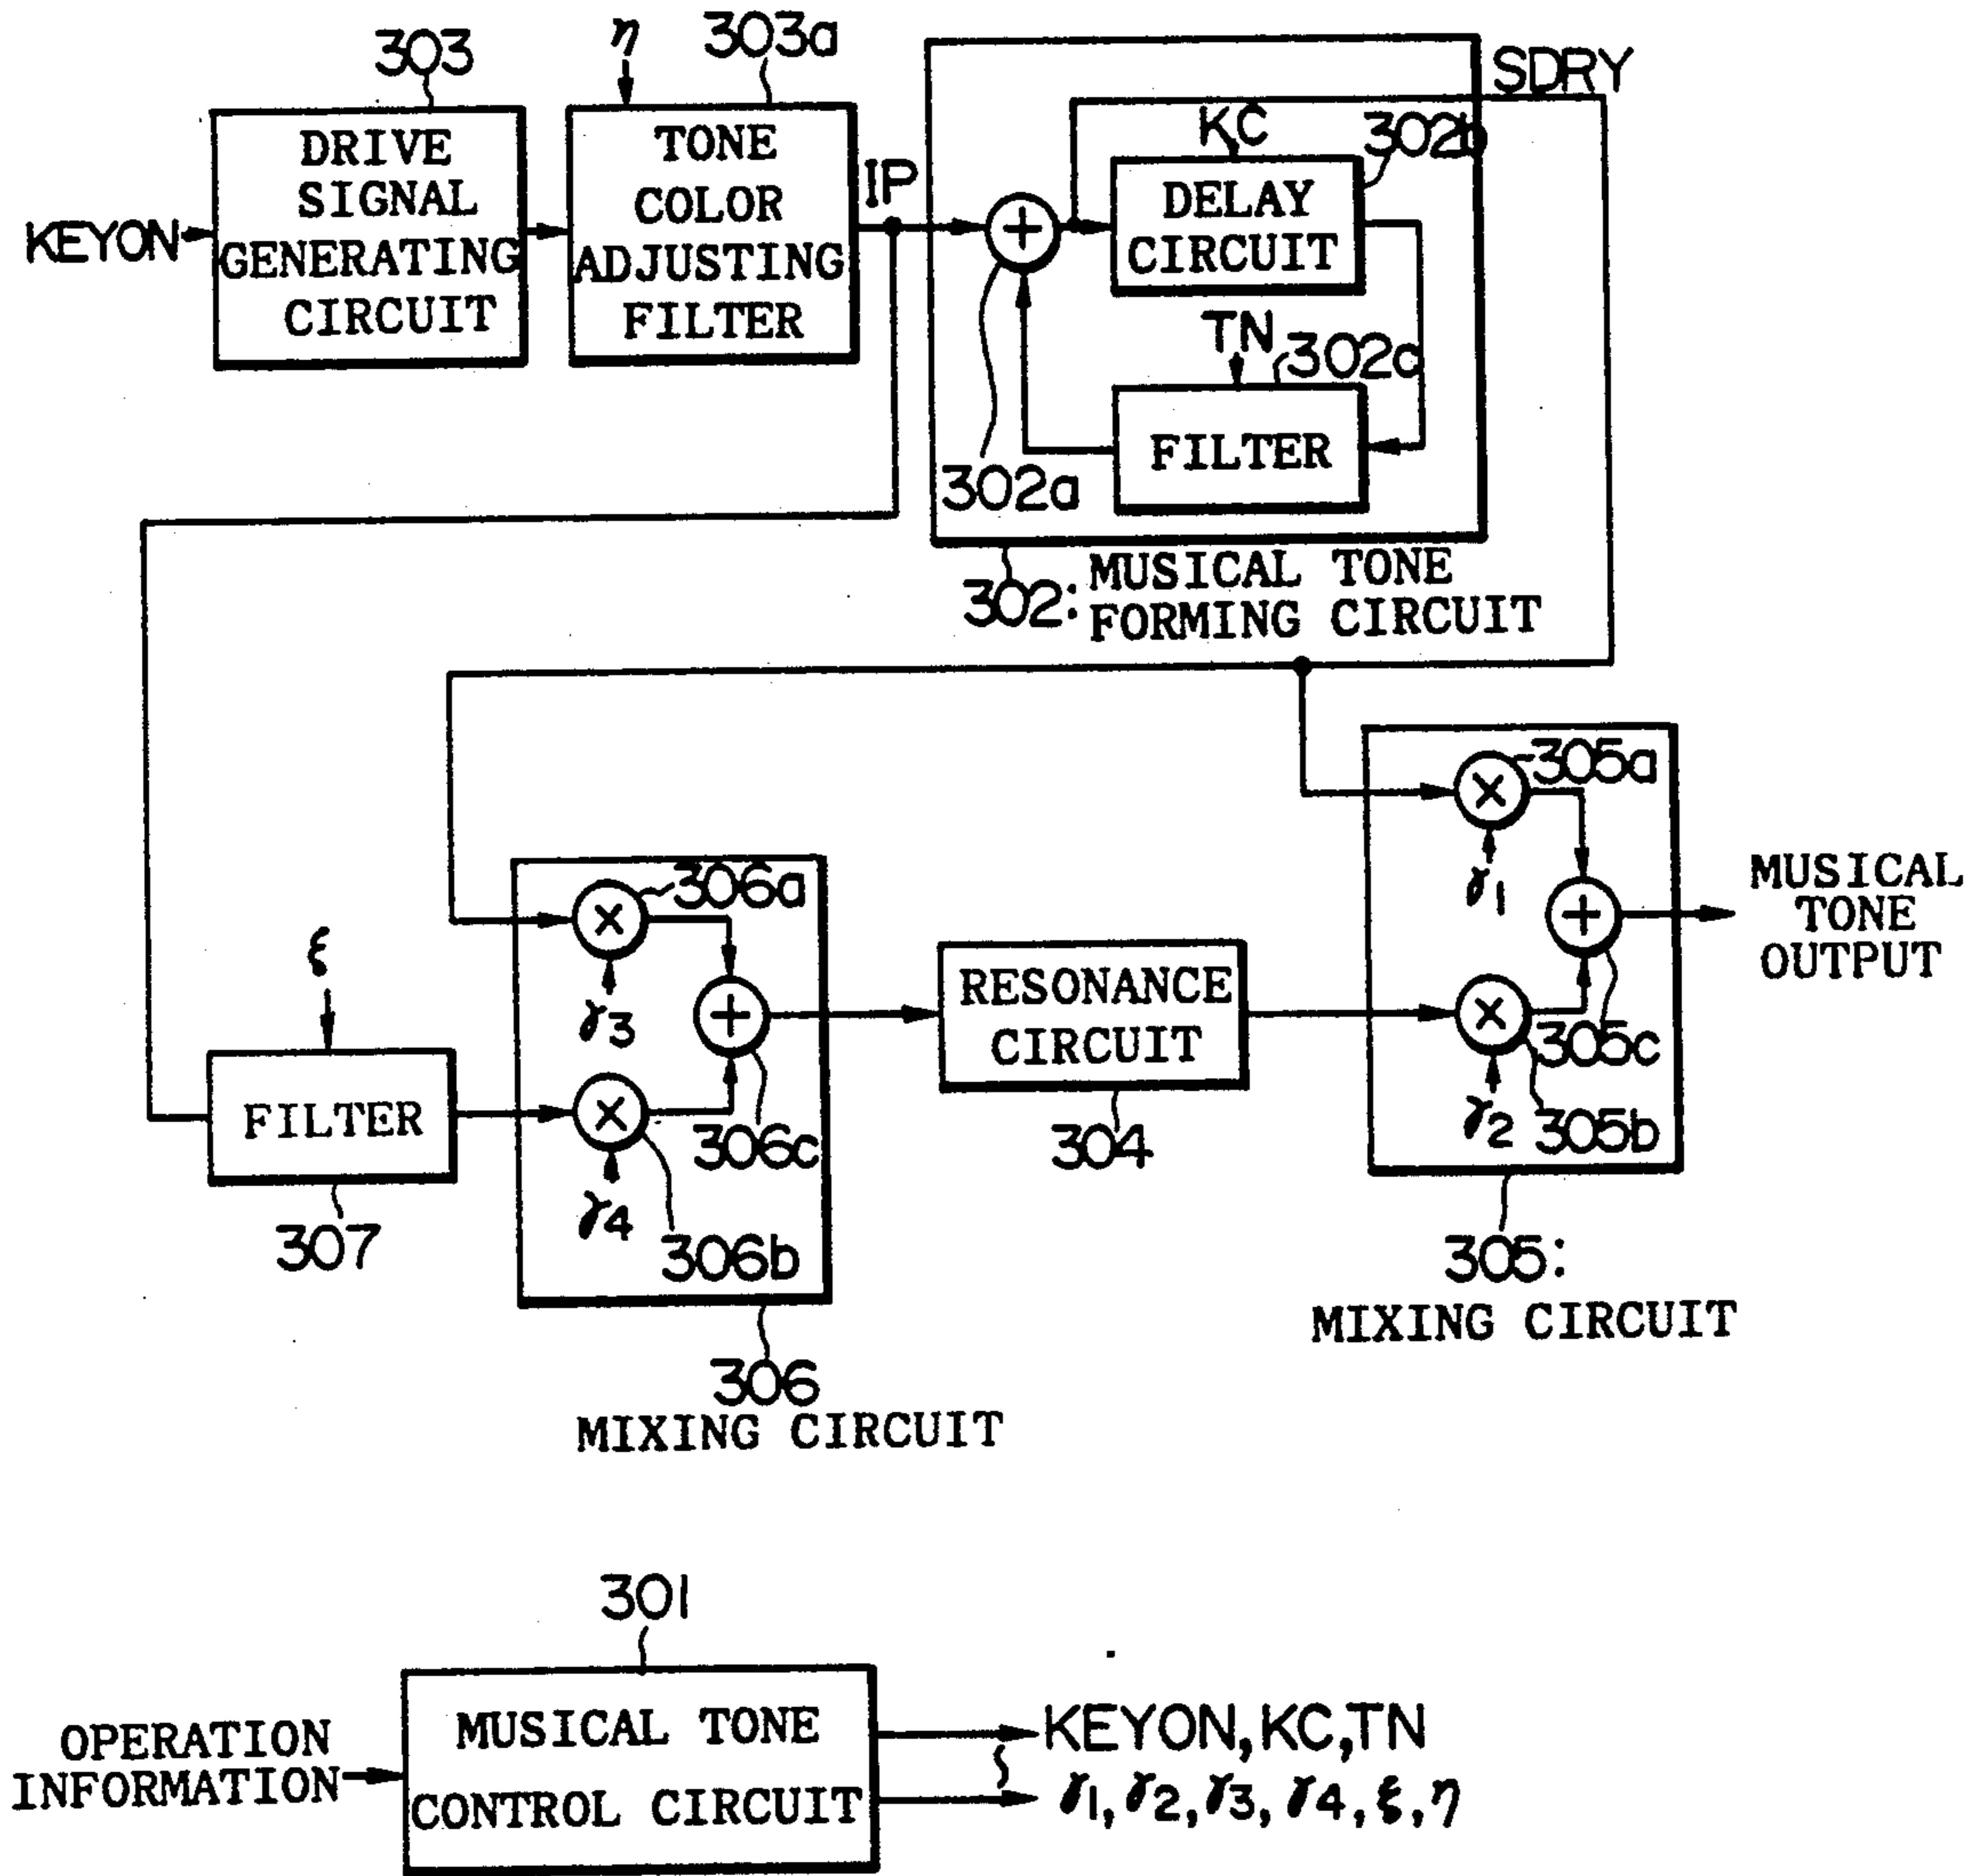 303
η
303a
SDRY
DRIVE
SIGNAL
GENERATING
CIRCUIT
TONE
COLOR
ADJUSTING
FILTER
KEYON
IP
KC
302b
+
DELAY
CIRCUIT
TN
302c
FILTER
302a
302: MUSICAL TONE
FORMING CIRCUIT
305a
×
γ1
306a
×
γ3
+
MUSICAL
TONE
OUTPUT
ξ
+
RESONANCE
CIRCUIT
×
305c
FILTER
×
306c
304
γ2
305b
307
γ4
306b
305:
MIXING CIRCUIT
306
MIXING CIRCUIT
301
OPERATION
INFORMATION
MUSICAL TONE
CONTROL CIRCUIT
KEYON, KC, TN
γ1, γ2, γ3, γ4, ξ, η